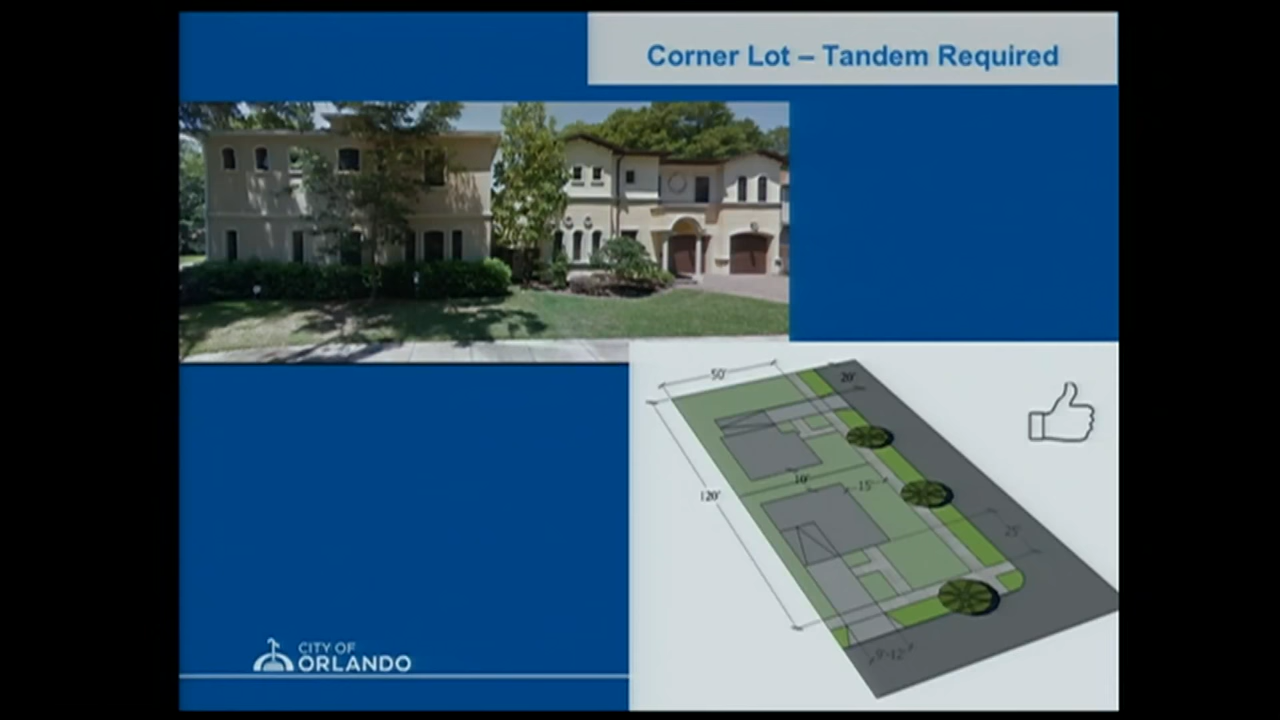 Corner Lot – Tandem Required
50'
20'
10'
15'
120'
25'
9'-12'
CITY OF
ORLANDO